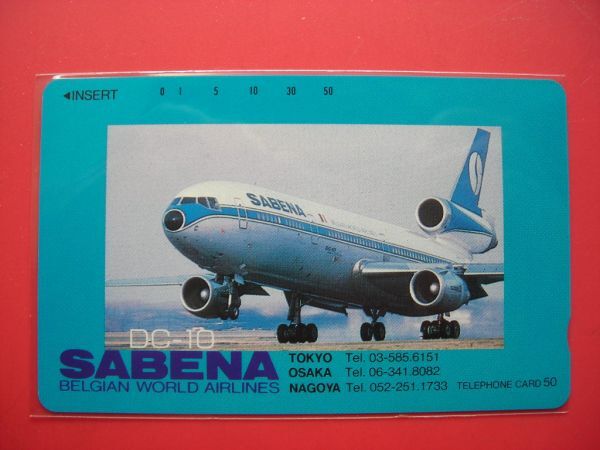 ◄INSERT 0 1 5 10 30 50
SABENA
DC-10
SABENA
BELGIAN WORLD AIRLINES
TOKYO Tel. 03-585.6151
OSAKA Tel. 06-341.8082
NAGOYA Tel. 052-251.1733
TELEPHONE CARD 50